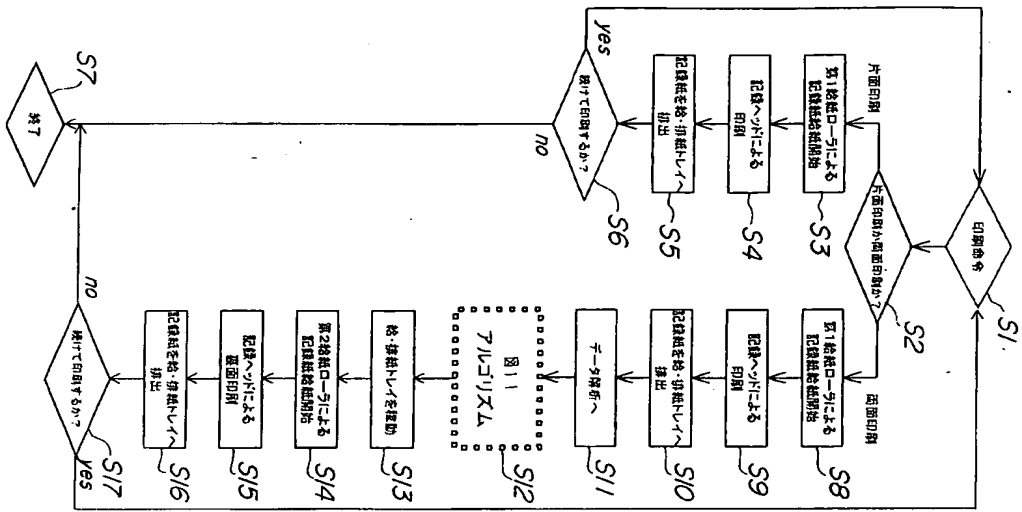 印刷命令
S1
片面印刷か両面印刷か?
S2
片面印刷
第1給紙ローラによる
記録紙給紙開始
S3
記録ヘッドによる
印刷
S4
記録紙を給・排紙トレイへ
排出
S5
続けて印刷するか?
S6
yes
no
終了
S7
両面印刷
第1給紙ローラによる
記録紙給紙開始
S8
記録ヘッドによる
印刷
S9
記録紙を給・排紙トレイへ
排出
S10
データ解析へ
S11
図11
アルゴリズム
S12
給・排紙トレイを移動
S13
第2給紙ローラによる
記録紙給紙開始
S14
記録ヘッドによる
裏面印刷
S15
記録紙を給・排紙トレイへ
排出
S16
続けて印刷するか?
S17
no
yes